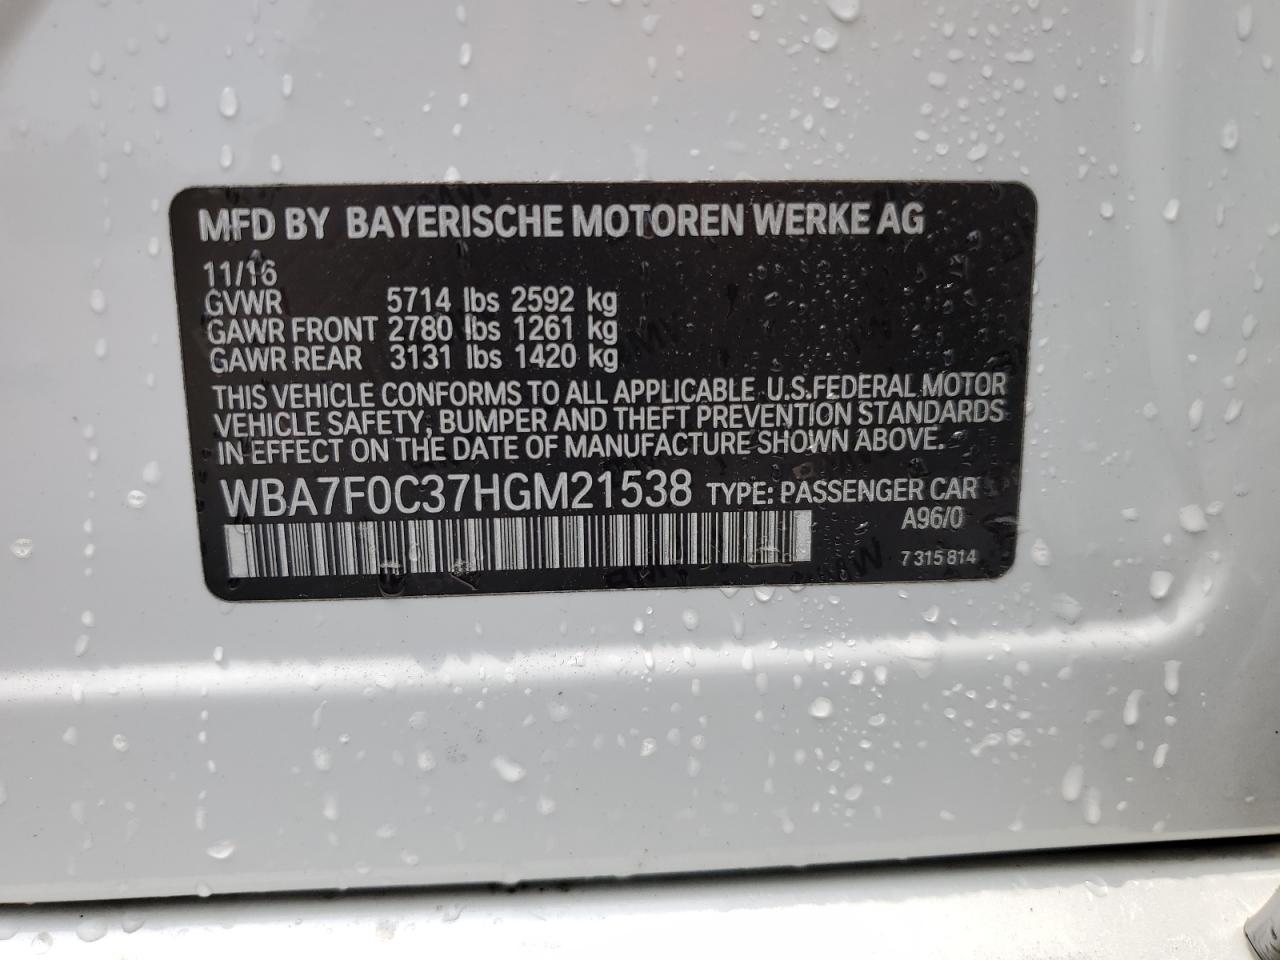 MFD BY BAYERISCHE MOTOREN WERKE AG
11/16
GVWR 5714 lbs 2592 kg
GAWR FRONT 2780 lbs 1261 kg
GAWR REAR 3131 lbs 1420 kg
THIS VEHICLE CONFORMS TO ALL APPLICABLE U.S.FEDERAL MOTOR
VEHICLE SAFETY, BUMPER AND THEFT PREVENTION STANDARDS
IN EFFECT ON THE DATE OF MANUFACTURE SHOWN ABOVE.
WBA7F0C37HGM21538 TYPE: PASSENGER CAR
A96/0
7 315 814